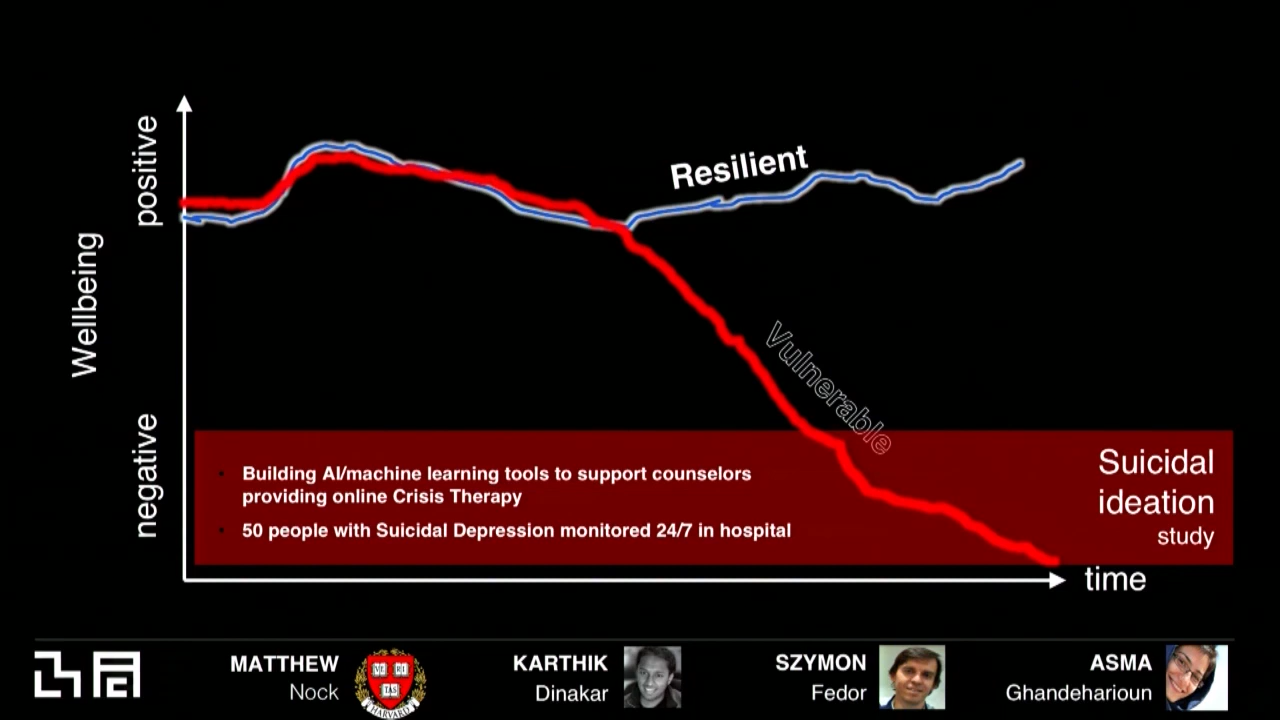 positive
Wellbeing
negative
Resilient
Vulnerable
Building AI/machine learning tools to support counselors
providing online Crisis Therapy
50 people with Suicidal Depression monitored 24/7 in hospital
Suicidal
ideation
study
time
MATTHEW
Nock
HARVARD
KARTHIK
Dinakar
SZYMON
Fedor
ASMA
Ghandeharioun